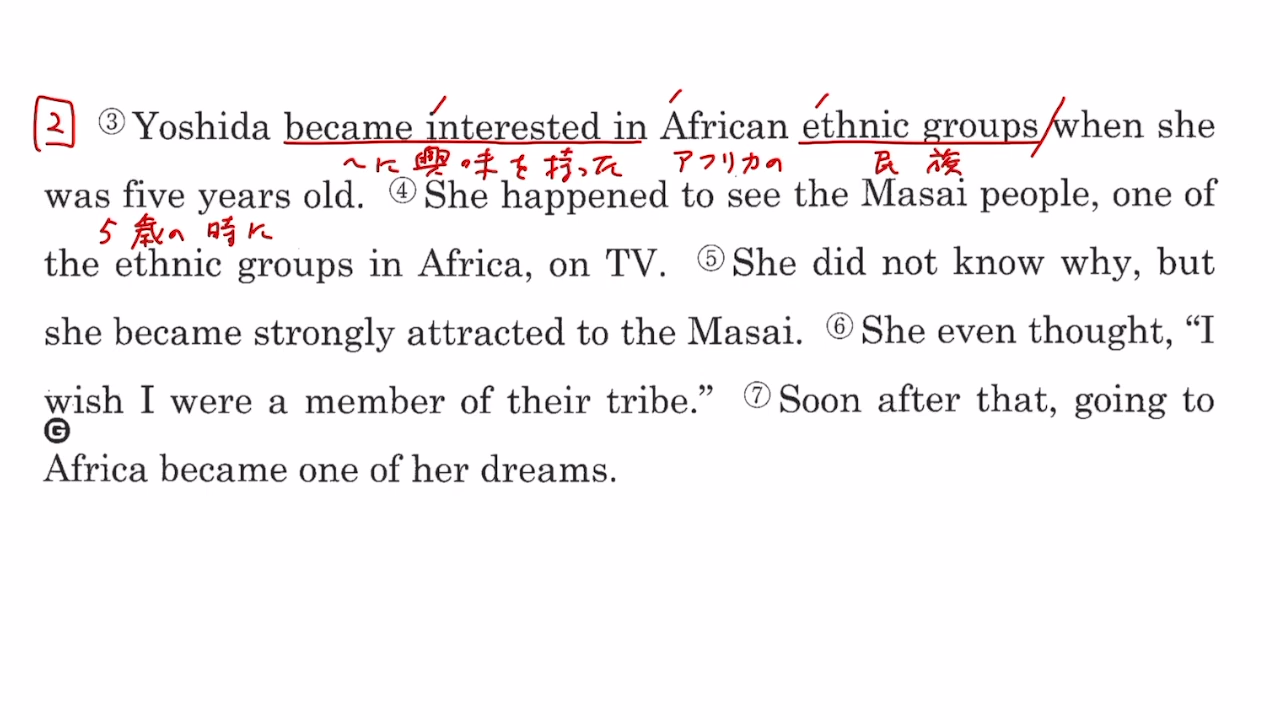 2 ③ Yoshida became interested in African ethnic groups / when she
～に興味を持った アフリカの 民族
was five years old. ④ She happened to see the Masai people, one of
5歳の時に
the ethnic groups in Africa, on TV. ⑤ She did not know why, but
she became strongly attracted to the Masai. ⑥ She even thought, “I
wish I were a member of their tribe.” ⑦ Soon after that, going to
G
Africa became one of her dreams.